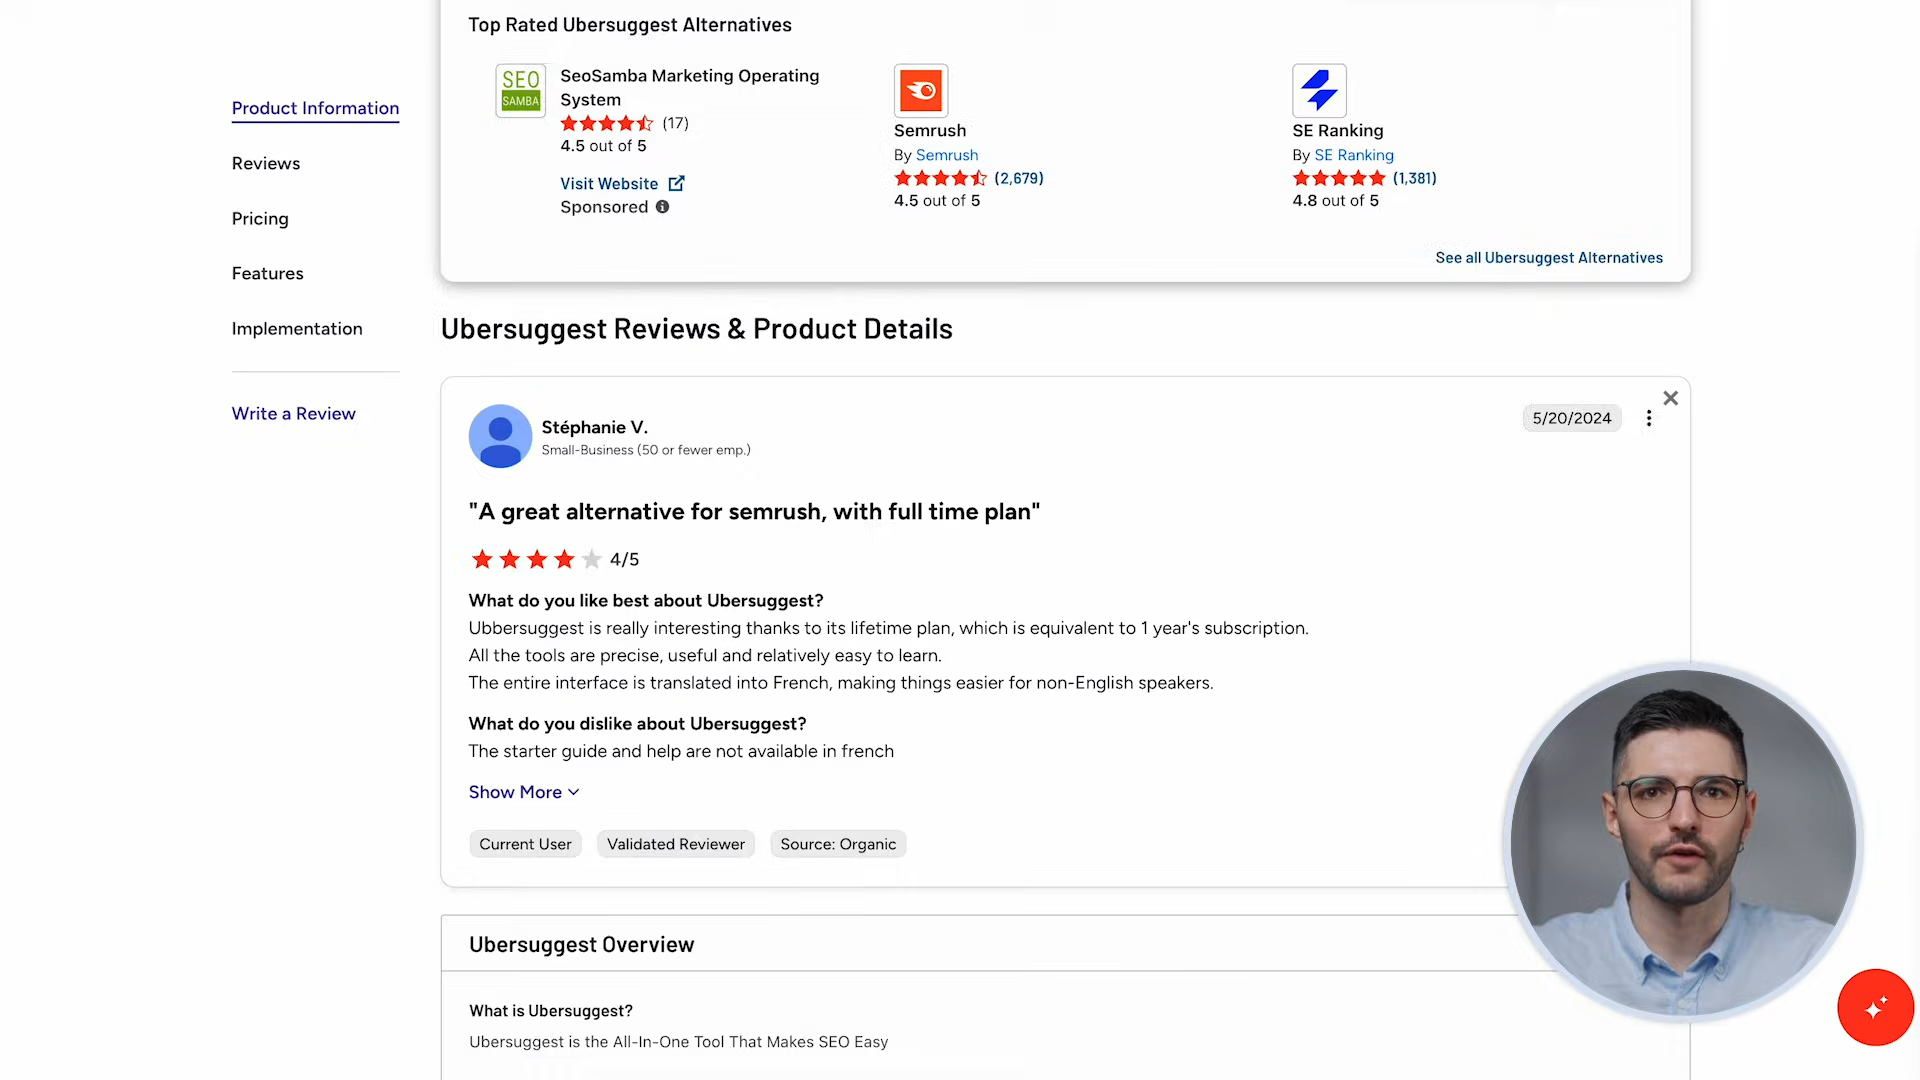 Top Rated Ubersuggest Alternatives
SEO
SAMBA
SeoSamba Marketing Operating
System
(17)
4.5 out of 5
Visit Website
Sponsored
Semrush
By Semrush
(2,679)
4.5 out of 5
SE Ranking
By SE Ranking
(1,381)
4.8 out of 5
See all Ubersuggest Alternatives
Product Information
Reviews
Pricing
Features
Implementation
Write a Review
Ubersuggest Reviews & Product Details
Stéphanie V.
Small-Business (50 or fewer emp.)
5/20/2024
"A great alternative for semrush, with full time plan"
4/5
What do you like best about Ubersuggest?
Ubbersuggest is really interesting thanks to its lifetime plan, which is equivalent to 1 year's subscription.
All the tools are precise, useful and relatively easy to learn.
The entire interface is translated into French, making things easier for non-English speakers.
What do you dislike about Ubersuggest?
The starter guide and help are not available in french
Show More
Current User
Validated Reviewer
Source: Organic
Ubersuggest Overview
What is Ubersuggest?
Ubersuggest is the All-In-One Tool That Makes SEO Easy